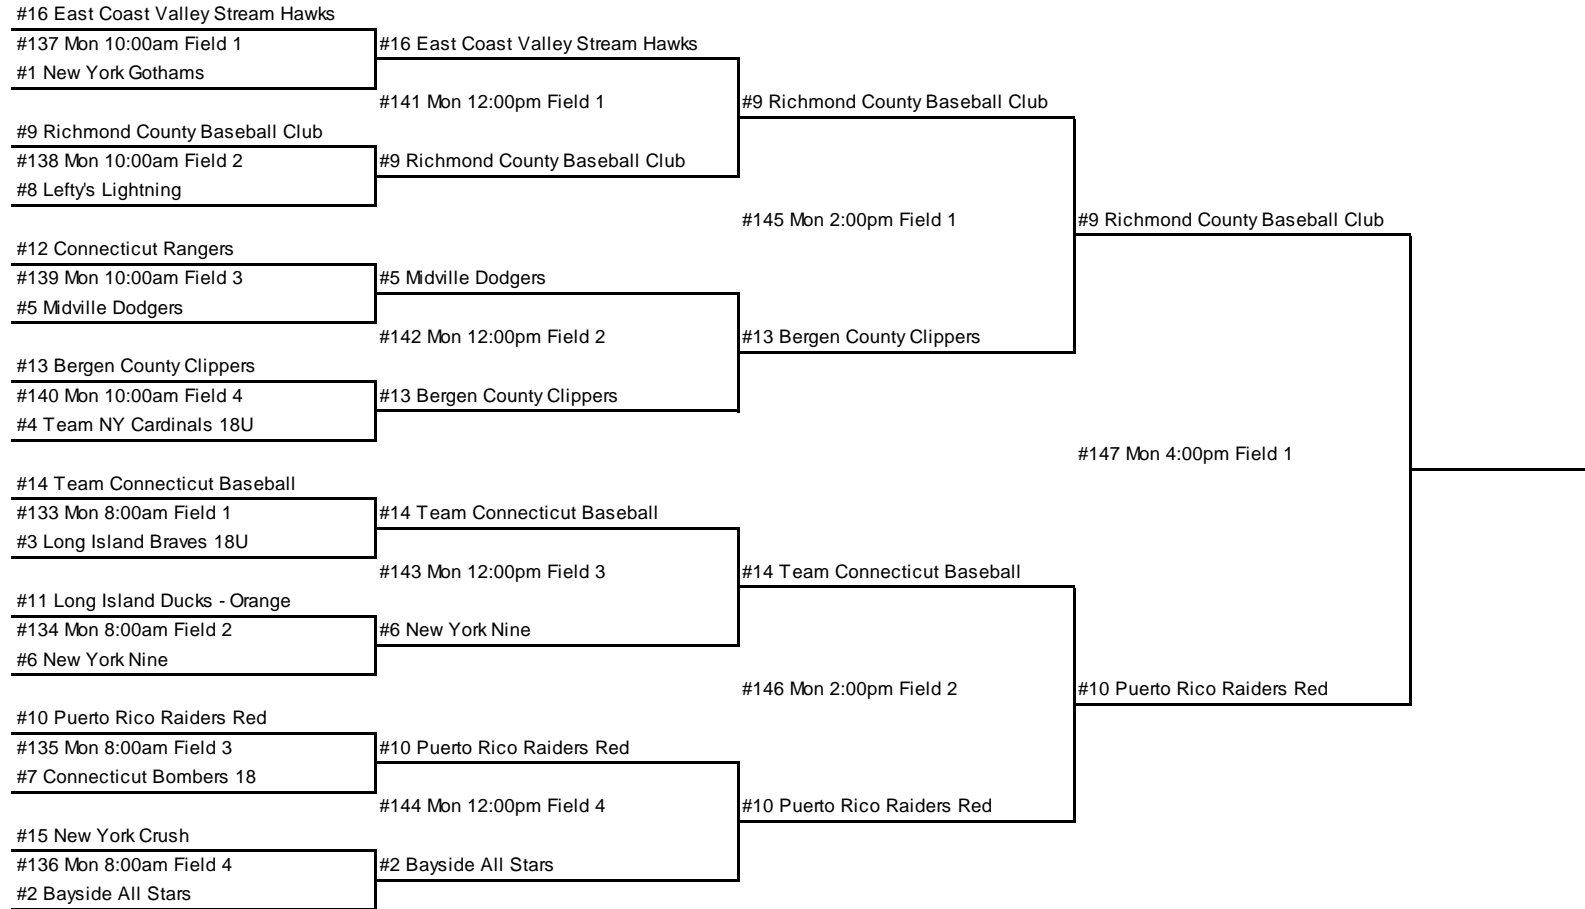 #16 East Coast Valley Stream Hawks
#137 Mon 10:00am Field 1
#1 New York Gothams
#16 East Coast Valley Stream Hawks
#141 Mon 12:00pm Field 1
#9 Richmond County Baseball Club
#138 Mon 10:00am Field 2
#8 Lefty's Lightning
#9 Richmond County Baseball Club
#9 Richmond County Baseball Club
#145 Mon 2:00pm Field 1
#12 Connecticut Rangers
#139 Mon 10:00am Field 3
#5 Midville Dodgers
#5 Midville Dodgers
#142 Mon 12:00pm Field 2
#13 Bergen County Clippers
#140 Mon 10:00am Field 4
#4 Team NY Cardinals 18U
#13 Bergen County Clippers
#13 Bergen County Clippers
#9 Richmond County Baseball Club
#147 Mon 4:00pm Field 1
#14 Team Connecticut Baseball
#133 Mon 8:00am Field 1
#3 Long Island Braves 18U
#14 Team Connecticut Baseball
#143 Mon 12:00pm Field 3
#11 Long Island Ducks - Orange
#134 Mon 8:00am Field 2
#6 New York Nine
#6 New York Nine
#14 Team Connecticut Baseball
#146 Mon 2:00pm Field 2
#10 Puerto Rico Raiders Red
#135 Mon 8:00am Field 3
#7 Connecticut Bombers 18
#10 Puerto Rico Raiders Red
#144 Mon 12:00pm Field 4
#15 New York Crush
#136 Mon 8:00am Field 4
#2 Bayside All Stars
#2 Bayside All Stars
#10 Puerto Rico Raiders Red
#10 Puerto Rico Raiders Red